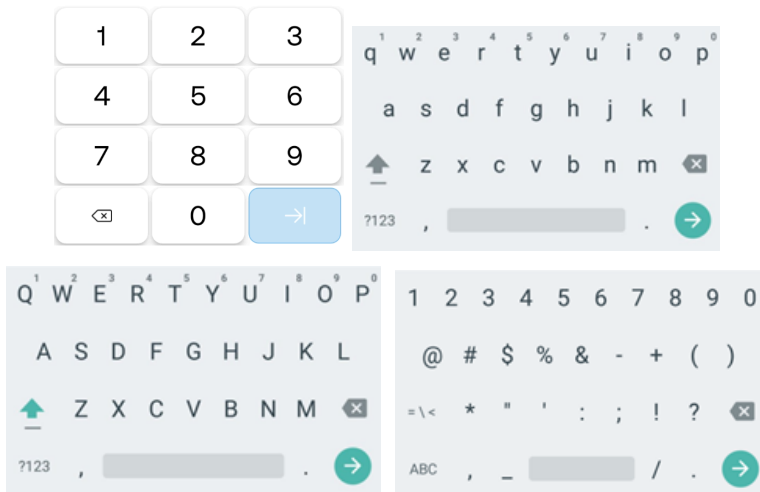 1 2 3
4 5 6
7 8 9
0
1 2 3 4 5 6 7 8 9 0
q w e r t y u i o p
a s d f g h j k l
z x c v b n m
?123 , .
1 2 3 4 5 6 7 8 9 0
Q W E R T Y U I O P
A S D F G H J K L
Z X C V B N M
?123 , .
1 2 3 4 5 6 7 8 9 0
@ # $ % & - + ( )
= \ < * " ' : ; ! ?
ABC , _ / .